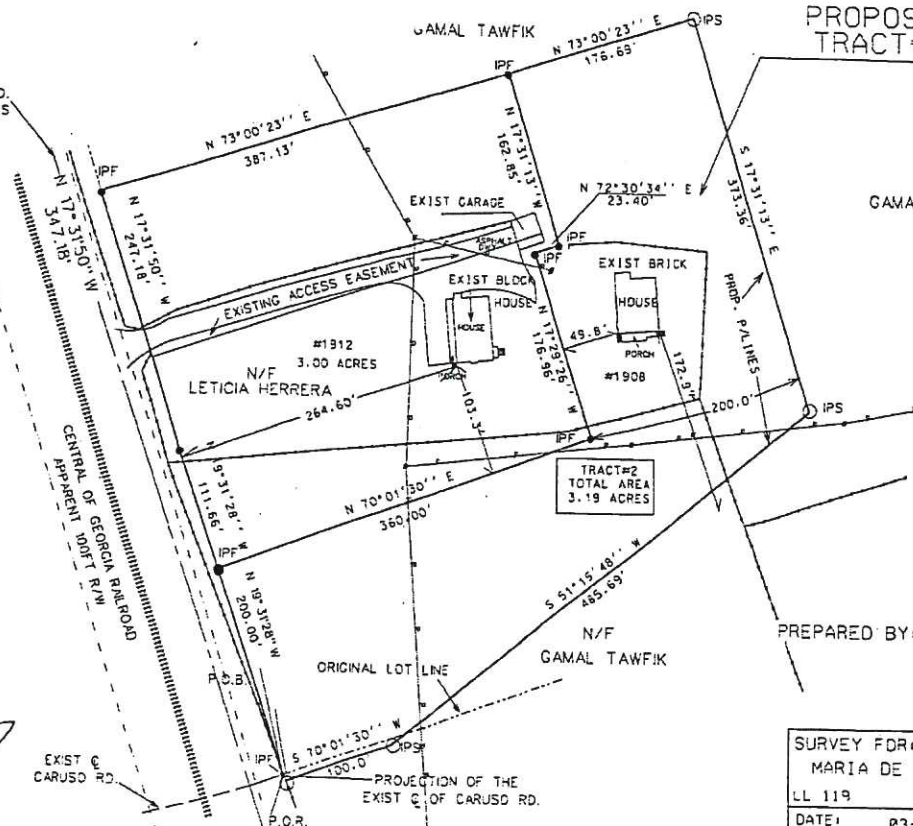 GAMAL TAWFIK
N 73°00'23'' E
176.69'
IPS
PROPOS
TRACT
IPF
N 73°00'23'' E
387.13'
IPF
N 17°31'13'' W
162.85'
S 17°31'13'' E
373.36'
N 72°30'34'' E
23.40'
GAMA
N 17°31'50'' W
347.18'
N 17°31'50'' W
247.18'
EXIST GARAGE
IPF
IPF
ASPHALT
EXISTING ACCESS EASEMENT
EXIST BLOCK
HOUSE
HOUSE
EXIST BRICK
HOUSE
PORCH
#1908
49.8'
172.9'
PROP. P/LINES
#1912
3.00 ACRES
N/F
LETICIA HERRERA
PORCH
264.60'
103.3'
N 17°29'26'' W
176.96'
200.0'
IPS
IPF
TRACT#2
TOTAL AREA
3.19 ACRES
CENTRAL OF GEORGIA RAILROAD
APPARENT 100FT R/W
N 19°31'28'' W
111.66'
N 70°01'30'' E
360.00'
IPF
N 19°31'28'' W
200.00'
S 51°15'48'' W
485.69'
N/F
GAMAL TAWFIK
PREPARED BY:
ORIGINAL LOT LINE
P.O.B.
S 70°01'30'' W
100.0'
IPS
IPF
EXIST ℄
CARUSO RD.
PROJECTION OF THE
EXIST ℄ OF CARUSO RD.
P.O.R.
SURVEY FOR
MARIA DE
LL 119
DATE: